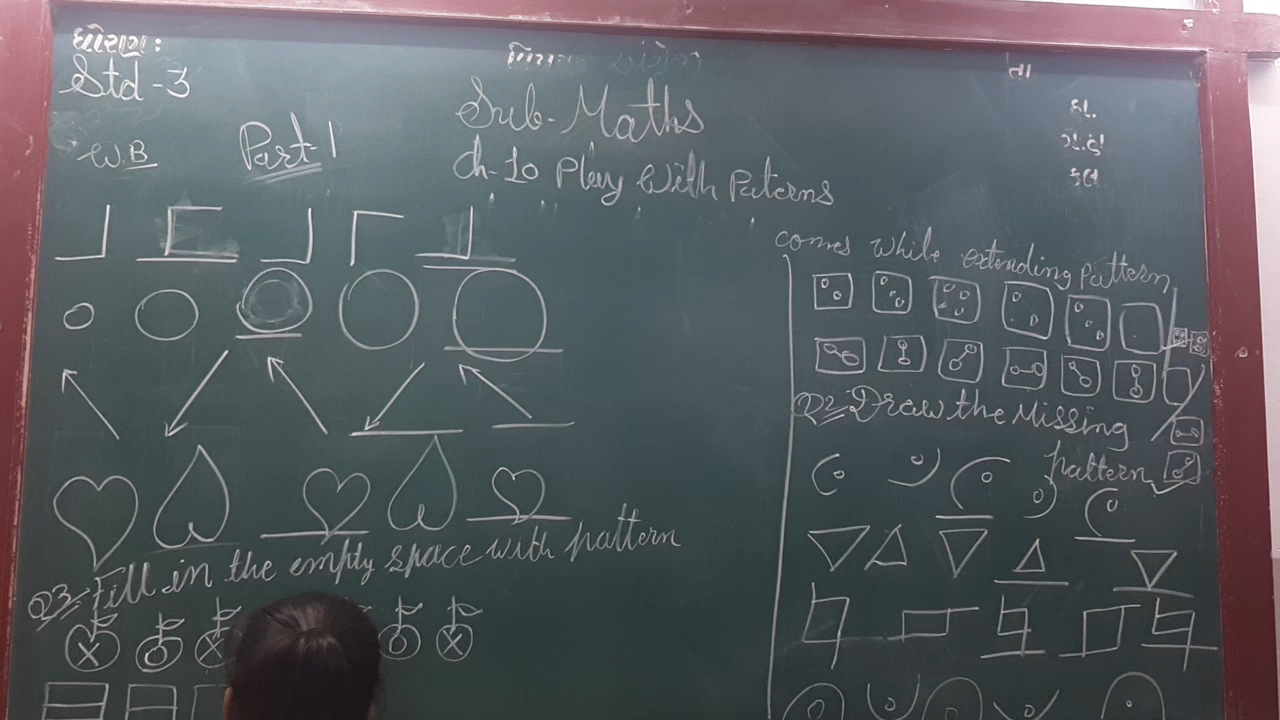 ધોરણ :
Std - 3
તા
Sub - Maths
W.B
Part-1
Ch-10 Play With Paterns
comes while extending pattern
Q2 Draw the Missing
pattern
Q3 Fill in the empty space with pattern